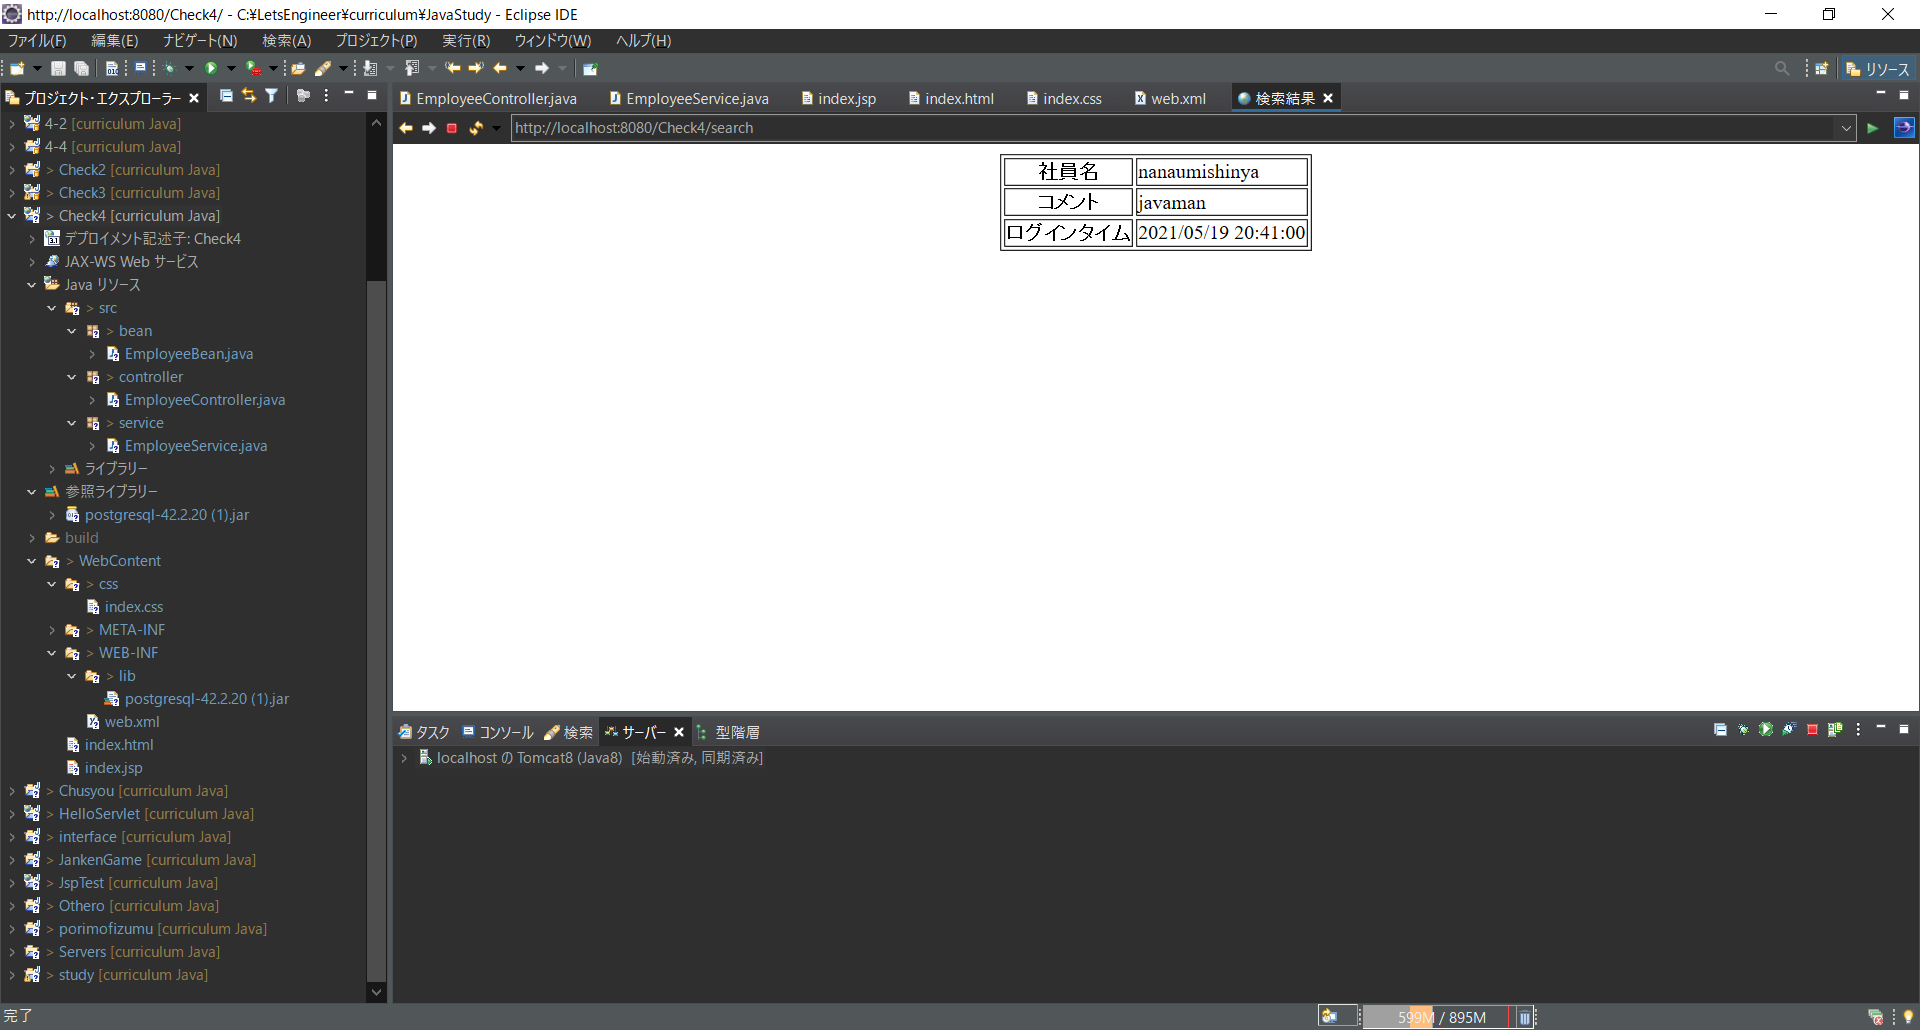 http://localhost:8080/Check4/ - C:¥LetsEngineer¥curriculum¥JavaStudy - Eclipse IDE
ファイル(F) 編集(E) ナビゲート(N) 検索(A) プロジェクト(P) 実行(R) ウィンドウ(W) ヘルプ(H)
リソース
プロジェクト・エクスプローラー
EmployeeController.java EmployeeService.java index.jsp index.html index.css web.xml 検索結果
http://localhost:8080/Check4/search
4-2 [curriculum Java]
4-4 [curriculum Java]
> Check2 [curriculum Java]
> Check3 [curriculum Java]
> Check4 [curriculum Java]
デプロイメント記述子: Check4
JAX-WS Web サービス
Java リソース
> src
> bean
EmployeeBean.java
> controller
EmployeeController.java
> service
EmployeeService.java
ライブラリー
参照ライブラリー
postgresql-42.2.20 (1).jar
build
> WebContent
> css
index.css
> META-INF
> WEB-INF
> lib
postgresql-42.2.20 (1).jar
web.xml
index.html
index.jsp
> Chusyou [curriculum Java]
> HelloServlet [curriculum Java]
> interface [curriculum Java]
> JankenGame [curriculum Java]
> JspTest [curriculum Java]
> Othero [curriculum Java]
> porimofizumu [curriculum Java]
> Servers [curriculum Java]
> study [curriculum Java]
社員名 nanaumishinya
コメント javaman
ログインタイム 2021/05/19 20:41:00
タスク コンソール 検索 サーバー 型階層
localhost の Tomcat8 (Java8) [始動済み, 同期済み]
完了
599M / 895M